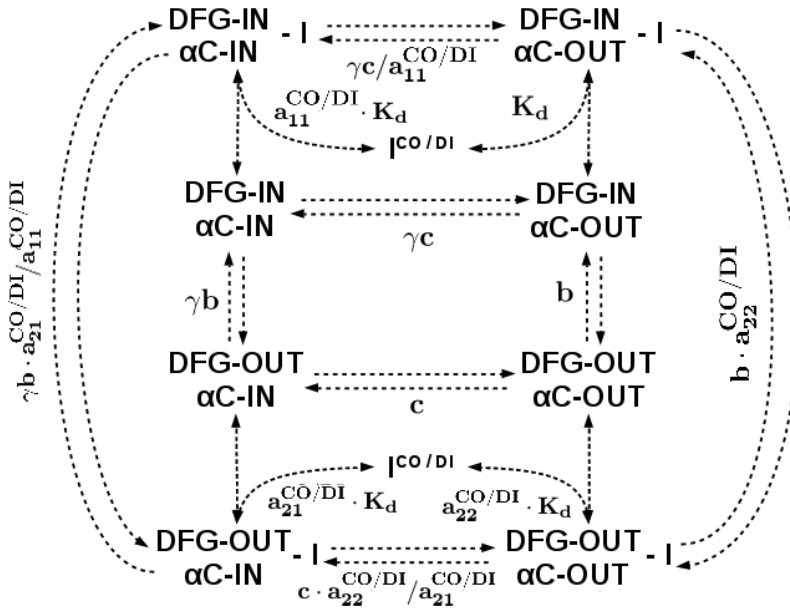 DFG-IN αC-IN - I
DFG-IN αC-OUT - I
γc/a₁₁^CO/DI
a₁₁^CO/DI · K_d
K_d
I^CO/DI
DFG-IN αC-IN
DFG-IN αC-OUT
γc
γb · a₂₁^CO/DI/a₁₁^CO/DI
γb
b
b · a₂₂^CO/DI
DFG-OUT αC-IN
DFG-OUT αC-OUT
c
I^CO/DI
a₂₁^CO/DI · K_d
a₂₂^CO/DI · K_d
DFG-OUT αC-IN - I
DFG-OUT αC-OUT - I
c · a₂₂^CO/DI/a₂₁^CO/DI